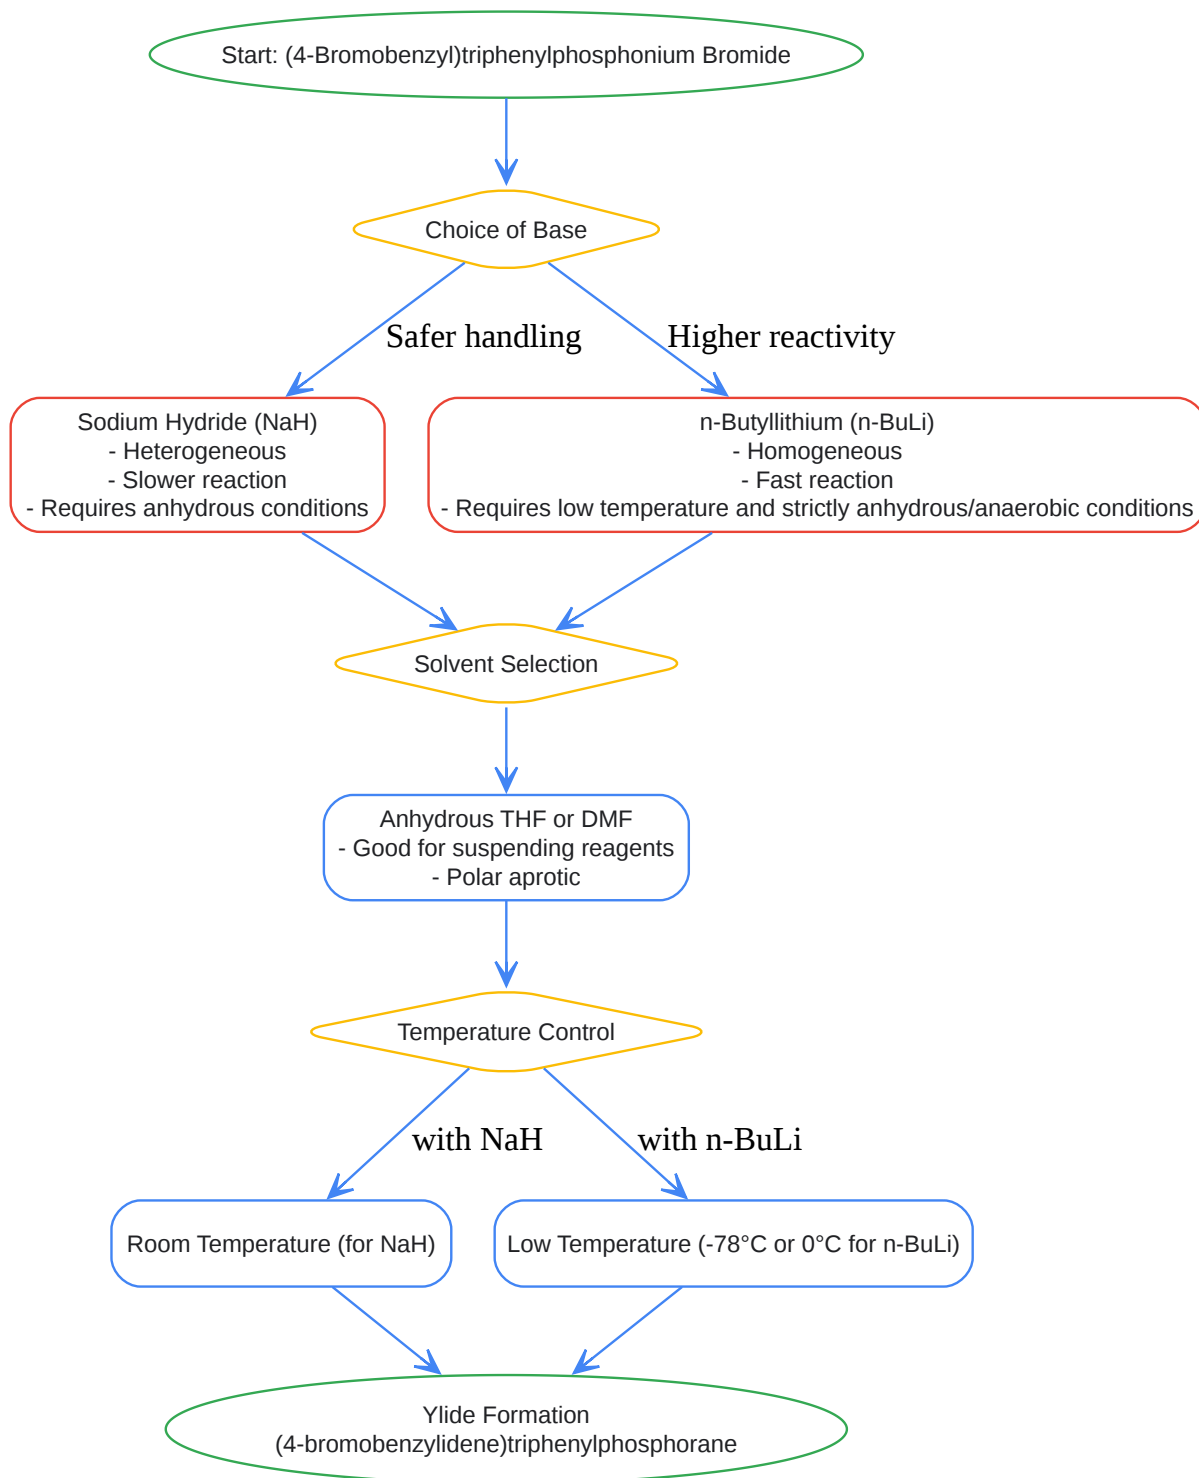 Start: (4-Bromobenzyl)triphenylphosphonium Bromide
Choice of Base
Safer handling
Higher reactivity
Sodium Hydride (NaH)
- Heterogeneous
- Slower reaction
- Requires anhydrous conditions
n-Butyllithium (n-BuLi)
- Homogeneous
- Fast reaction
- Requires low temperature and strictly anhydrous/anaerobic conditions
Solvent Selection
Anhydrous THF or DMF
- Good for suspending reagents
- Polar aprotic
Temperature Control
with NaH
with n-BuLi
Room Temperature (for NaH)
Low Temperature (-78°C or 0°C for n-BuLi)
Ylide Formation
(4-bromobenzylidene)triphenylphosphorane